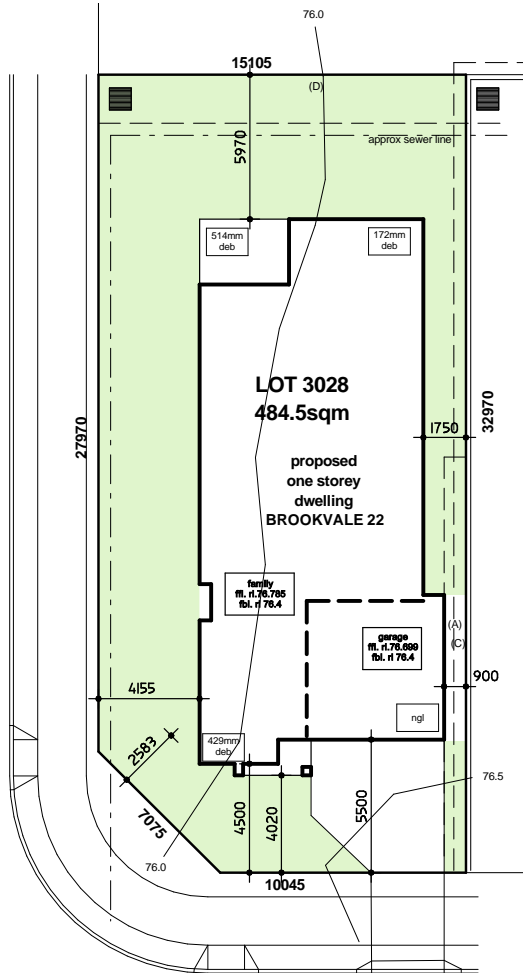 76.0
15105
(D)
5970
approx sewer line
514mm
deb
172mm
deb
LOT 3028
484.5sqm
27970
32970
1750
proposed
one storey
dwelling
BROOKVALE 22
family
ffl. rl.76.785
fbl. rl 76.4
garage
ffl. rl.76.699
fbl. rl 76.4
(A)
(C)
4155
900
ngl
2583
429mm
deb
7075
4500
4020
5500
76.5
76.0
10045